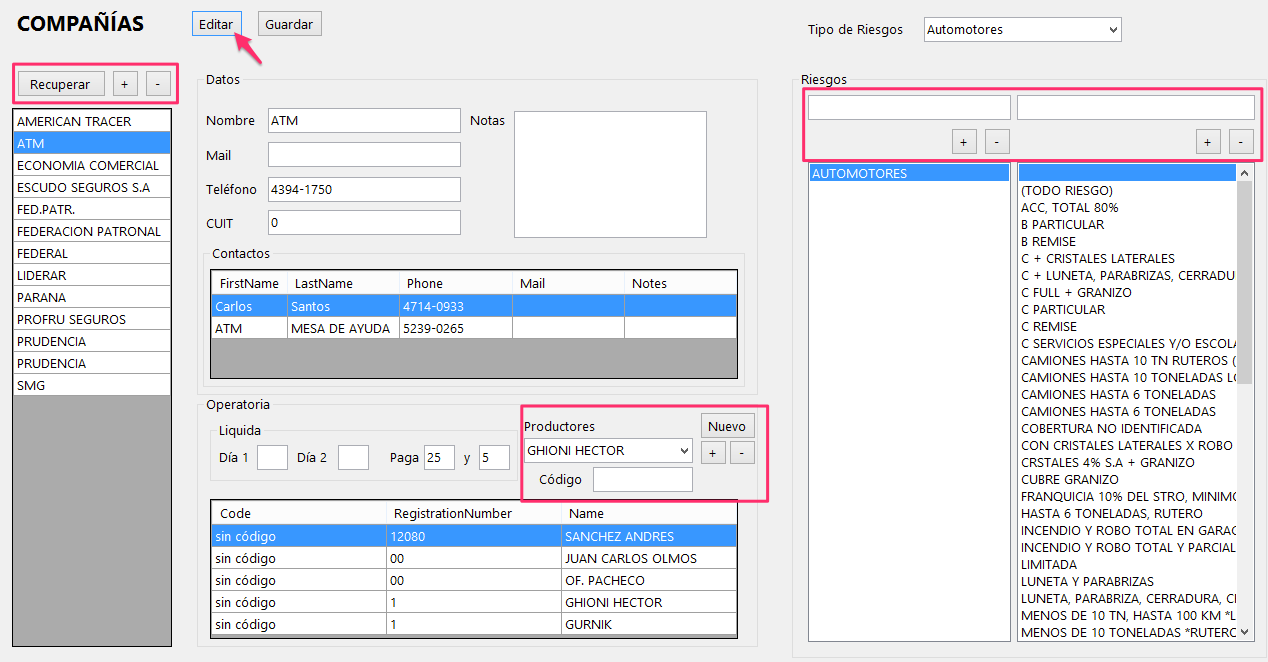 COMPAÑÍAS
Editar
Guardar
Tipo de Riesgos
Automotores
Recuperar
+
-
AMERICAN TRACER
ATM
ECONOMIA COMERCIAL
ESCUDO SEGUROS S.A
FED.PATR.
FEDERACION PATRONAL
FEDERAL
LIDERAR
PARANA
PROFRU SEGUROS
PRUDENCIA
PRUDENCIA
SMG
Datos
Nombre ATM
Notas
Mail
Teléfono 4394-1750
CUIT 0
Contactos
FirstName LastName Phone Mail Notes
Carlos Santos 4714-0933
ATM MESA DE AYUDA 5239-0265
Operatoria
Liquida
Día 1 Día 2 Paga 25 y 5
Productores
Nuevo
GHIONI HECTOR
+
-
Código
Code RegistrationNumber Name
sin código 12080 SANCHEZ ANDRES
sin código 00 JUAN CARLOS OLMOS
sin código 00 OF. PACHECO
sin código 1 GHIONI HECTOR
sin código 1 GURNIK
Riesgos
+
-
+
-
AUTOMOTORES
(TODO RIESGO)
ACC, TOTAL 80%
B PARTICULAR
B REMISE
C + CRISTALES LATERALES
C + LUNETA, PARABRIZAS, CERRADU
C FULL + GRANIZO
C PARTICULAR
C REMISE
C SERVICIOS ESPECIALES Y/O ESCOLA
CAMIONES HASTA 10 TN RUTEROS (
CAMIONES HASTA 10 TONELADAS LO
CAMIONES HASTA 6 TONELADAS
CAMIONES HASTA 6 TONELADAS
COBERTURA NO IDENTIFICADA
CON CRISTALES LATERALES X ROBO
CRSTALES 4% S.A + GRANIZO
CUBRE GRANIZO
FRANQUICIA 10% DEL STRO, MINIMO
HASTA 6 TONELADAS, RUTERO
INCENDIO Y ROBO TOTAL EN GARAG
INCENDIO Y ROBO TOTAL Y PARCIAL
LIMITADA
LUNETA Y PARABRIZAS
LUNETA, PARABRIZA, CERRADURA, CI
MENOS DE 10 TN, HASTA 100 KM *L
MENOS DE 10 TONELADAS *RUTERO